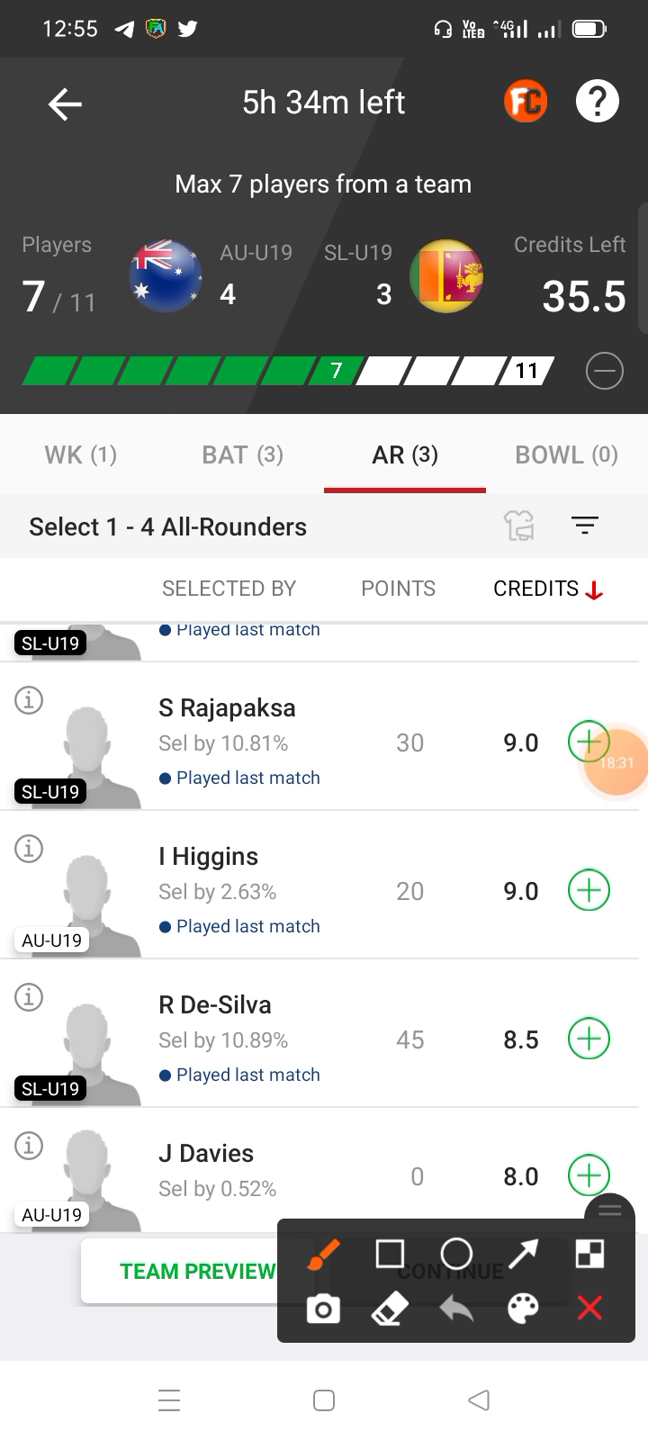 12:55 Vo LTEB 4G
5h 34m left FC ?
Max 7 players from a team
Players AU-U19 SL-U19 Credits Left
7 / 11 4 3 35.5
7 11
WK (1) BAT (3) AR (3) BOWL (0)
Select 1 - 4 All-Rounders
SELECTED BY POINTS CREDITS
SL-U19 Played last match
S Rajapaksa
Sel by 10.81% 30 9.0
18:31
Played last match
SL-U19
I Higgins
Sel by 2.63% 20 9.0
Played last match
AU-U19
R De-Silva
Sel by 10.89% 45 8.5
Played last match
SL-U19
J Davies
Sel by 0.52% 0 8.0
AU-U19
TEAM PREVIEW CONTINUE